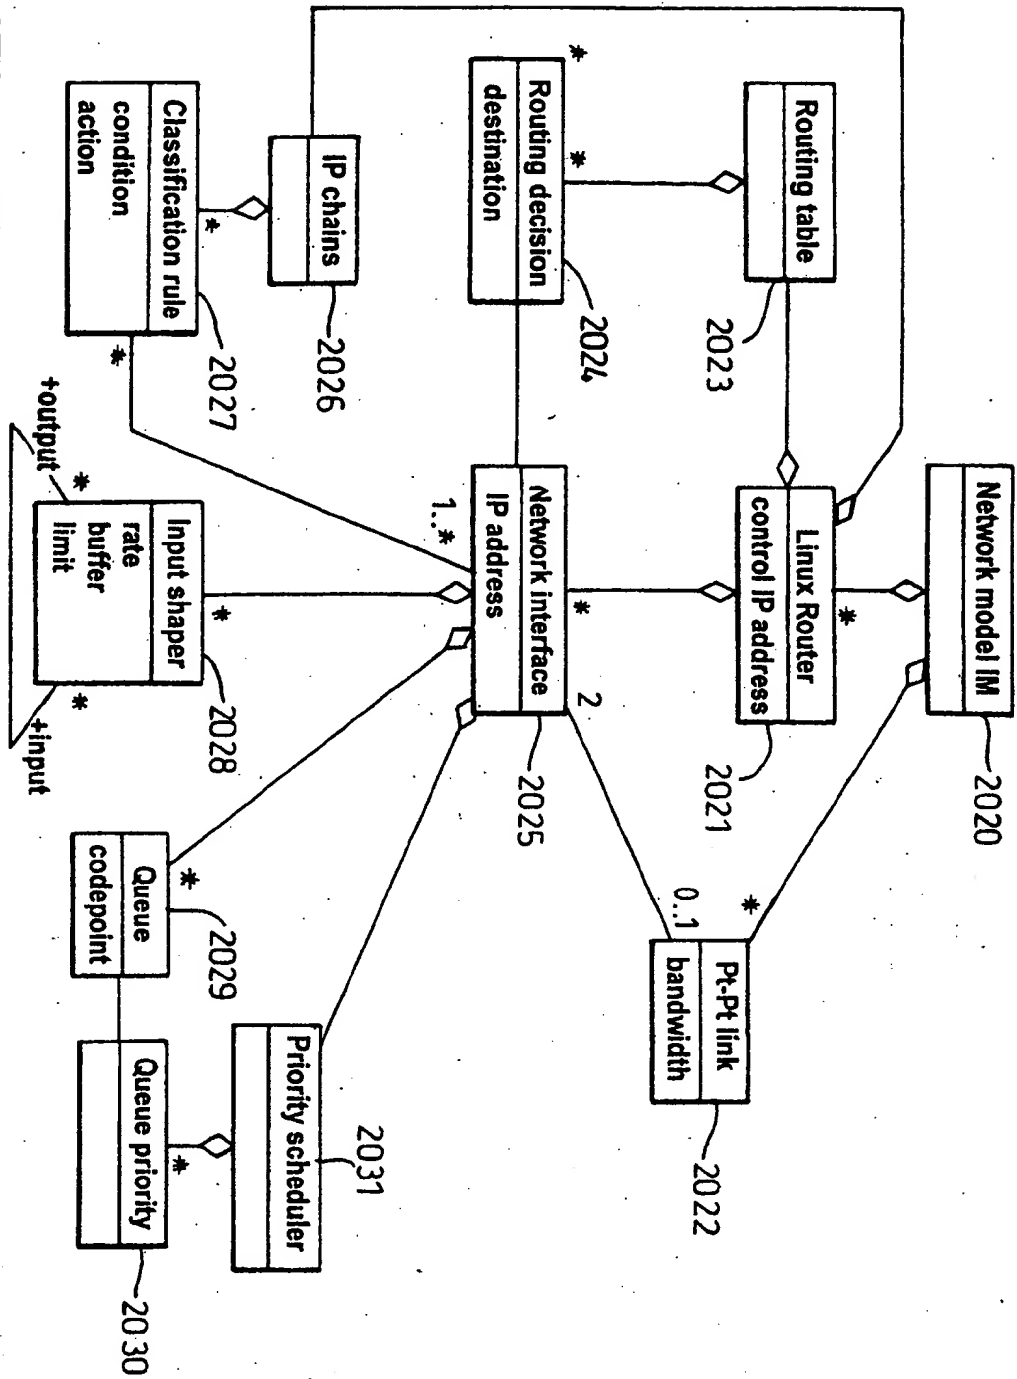 Network model IM
2020
*
*
Linux Router
control IP address
2021
Pt-Pt link
bandwidth
2022
0..1
Routing table
2023
*
*
Routing decision
destination
2024
*
2
Network interface
IP address
2025
1..*
IP chains
2026
*
Classification rule
condition
action
2027
*
*
Input shaper
rate
buffer
limit
2028
+output
*
*
+input
*
Queue
codepoint
2029
Priority scheduler
2031
*
Queue priority
2030